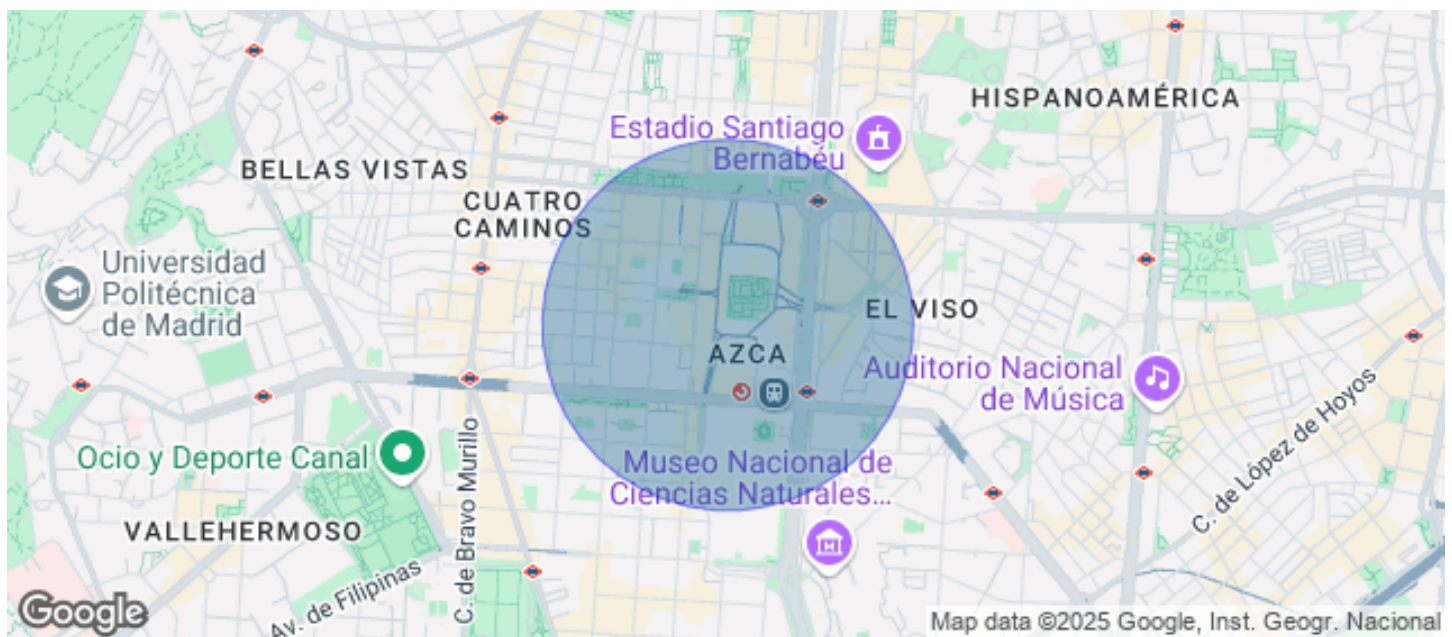 HISPANOAMÉRICA
Estadio Santiago
Bernabéu
BELLAS VISTAS
CUATRO
CAMINOS
Universidad
Politécnica
de Madrid
EL VISO
AZCA
Auditorio Nacional
de Música
Ocio y Deporte Canal
C. de Bravo Murillo
C. de López de Hoyos
Museo Nacional de
Ciencias Naturales...
VALLEHERMOSO
Av. de Filipinas
Google
Map data ©2025 Google, Inst. Geogr. Nacional